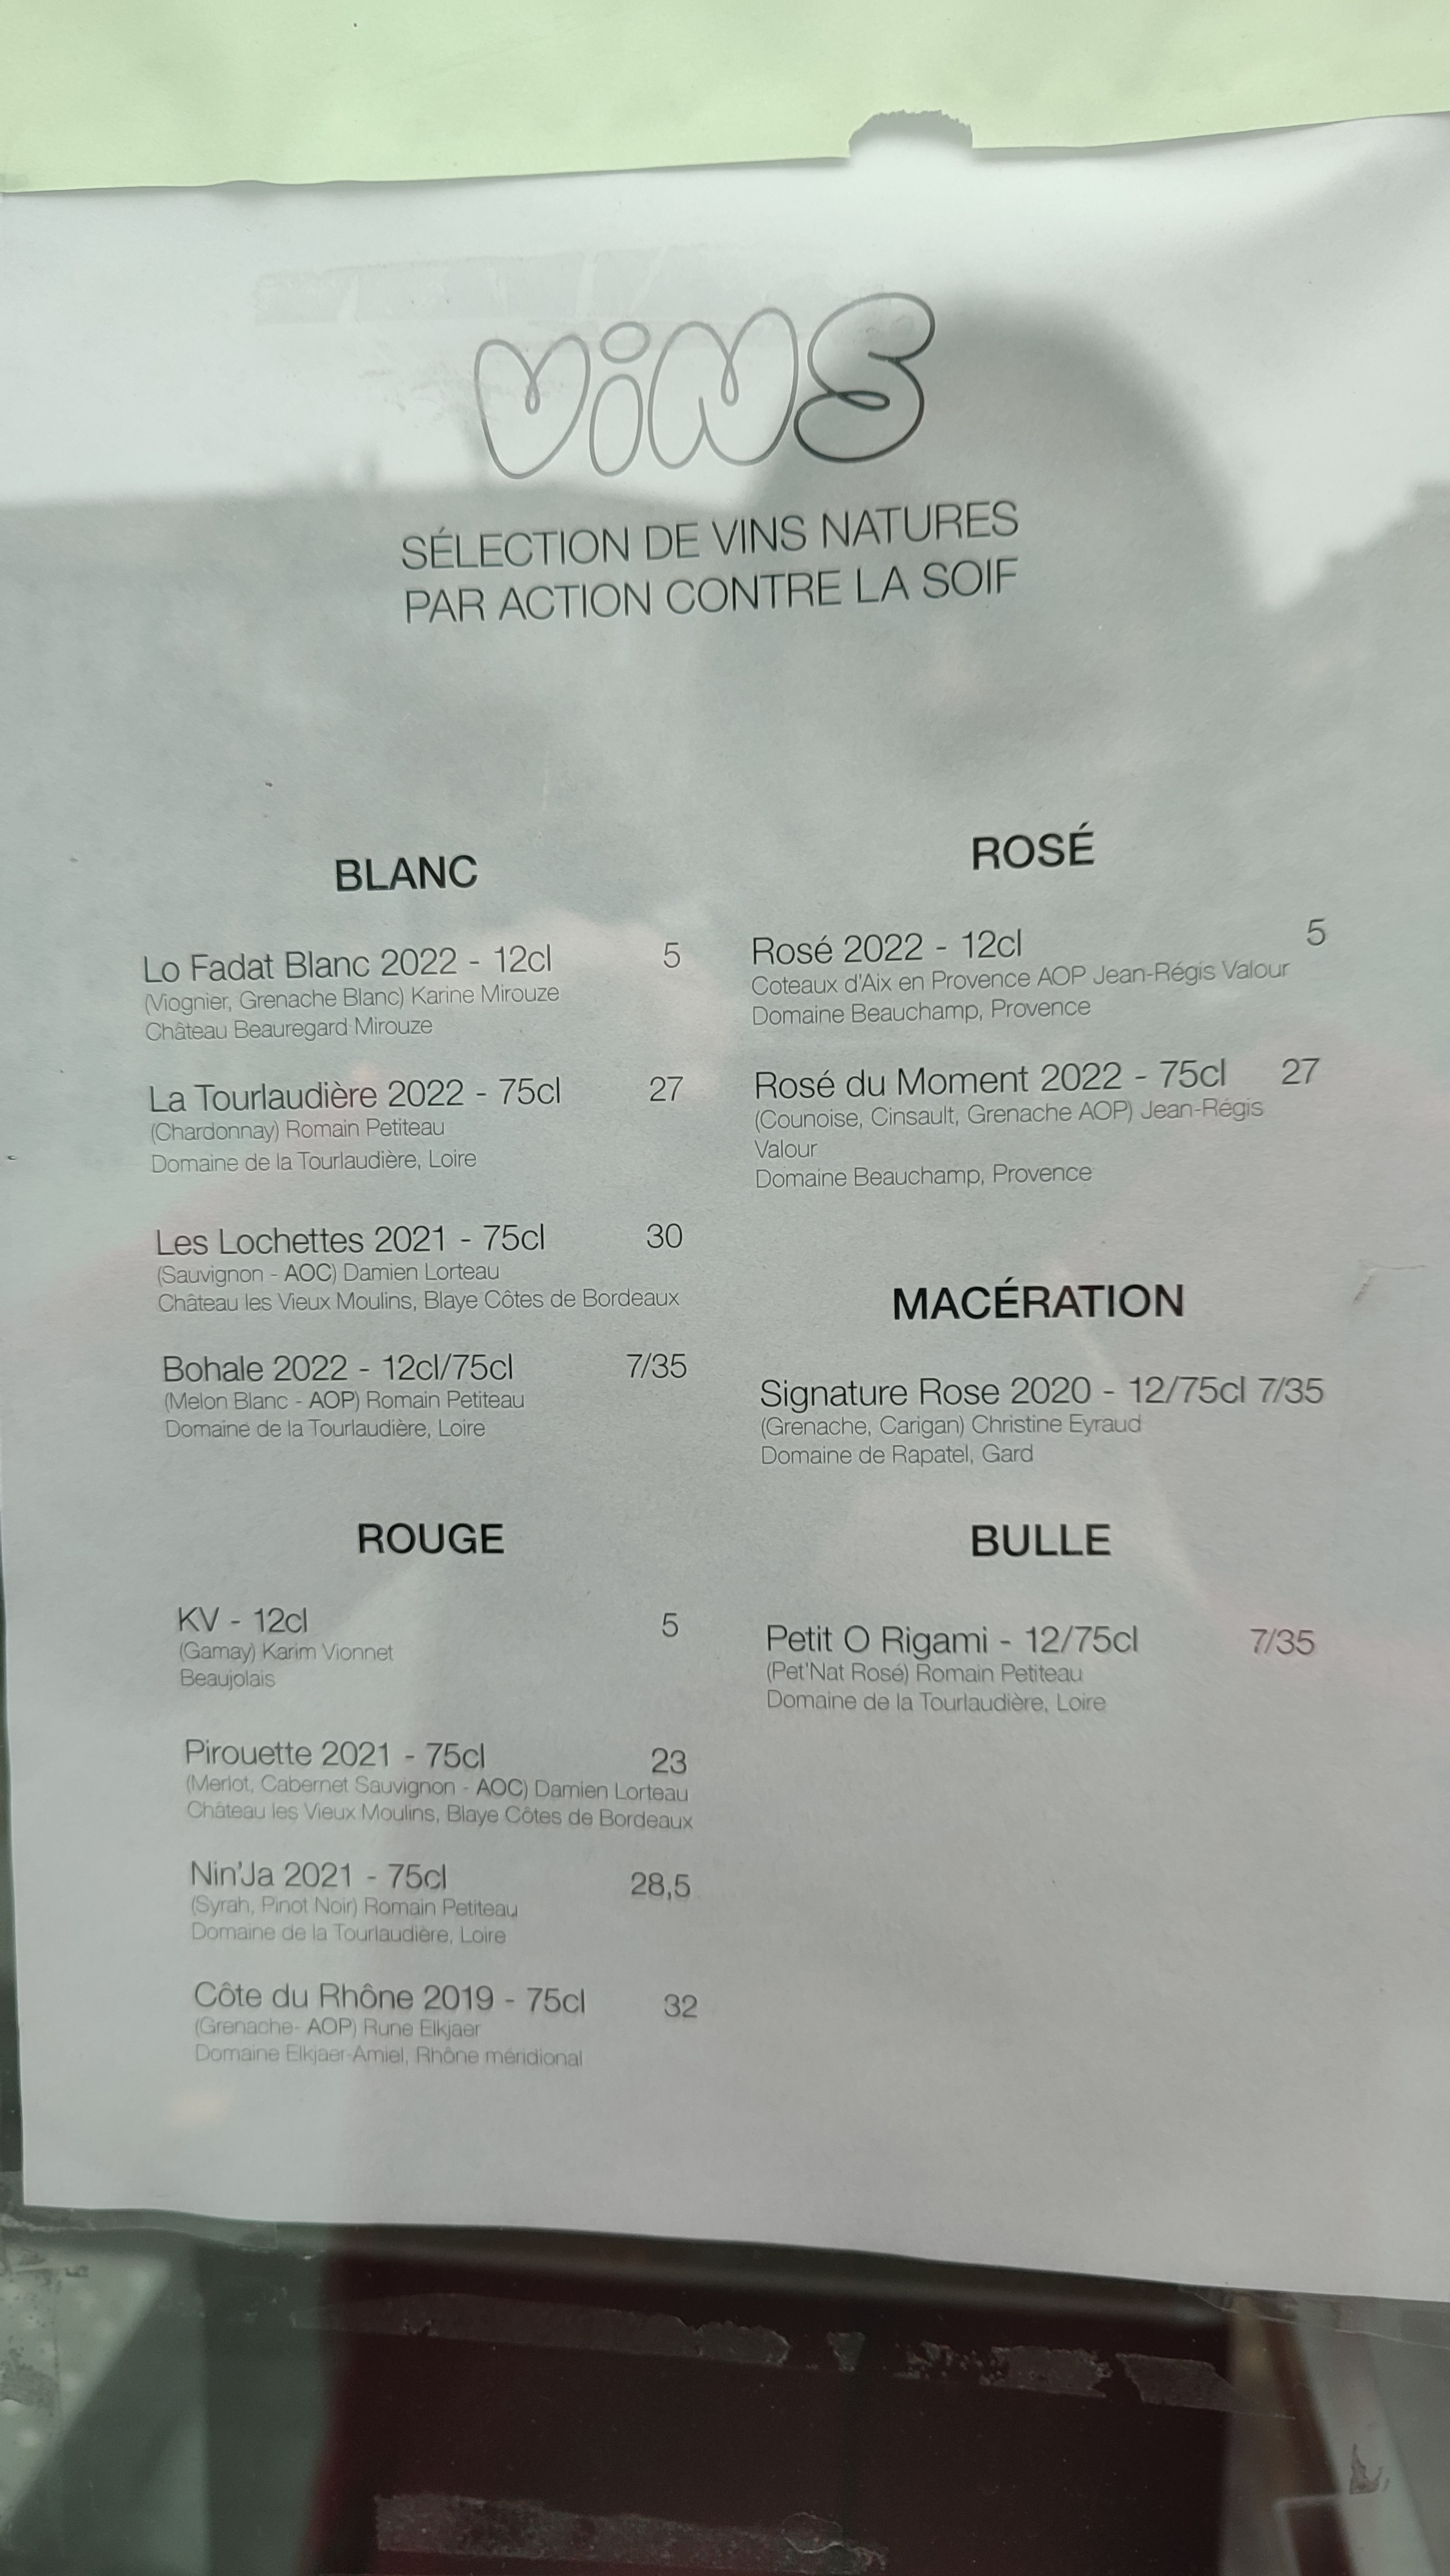 ViNS
SÉLECTION DE VINS NATURES
PAR ACTION CONTRE LA SOIF
BLANC
Lo Fadat Blanc 2022 - 12cl 5
(Viognier, Grenache Blanc) Karine Mirouze
Château Beauregard Mirouze
La Tourlaudière 2022 - 75cl 27
(Chardonnay) Romain Petiteau
Domaine de la Tourlaudière, Loire
Les Lochettes 2021 - 75cl 30
(Sauvignon - AOC) Damien Lorteau
Château les Vieux Moulins, Blaye Côtes de Bordeaux
Bohale 2022 - 12cl/75cl 7/35
(Melon Blanc - AOP) Romain Petiteau
Domaine de la Tourlaudière, Loire
ROUGE
KV - 12cl 5
(Gamay) Karim Vionnet
Beaujolais
Pirouette 2021 - 75cl 23
(Merlot, Cabernet Sauvignon - AOC) Damien Lorteau
Château les Vieux Moulins, Blaye Côtes de Bordeaux
Nin'Ja 2021 - 75cl 28,5
(Syrah, Pinot Noir) Romain Petiteau
Domaine de la Tourlaudière, Loire
Côte du Rhône 2019 - 75cl 32
(Grenache- AOP) Rune Elkjaer
Domaine Elkjaer-Amiel, Rhône méridional
ROSÉ
Rosé 2022 - 12cl 5
Coteaux d'Aix en Provence AOP Jean-Régis Valour
Domaine Beauchamp, Provence
Rosé du Moment 2022 - 75cl 27
(Counoise, Cinsault, Grenache AOP) Jean-Régis
Valour
Domaine Beauchamp, Provence
MACÉRATION
Signature Rose 2020 - 12/75cl 7/35
(Grenache, Carigan) Christine Eyraud
Domaine de Rapatel, Gard
BULLE
Petit O Rigami - 12/75cl 7/35
(Pet'Nat Rosé) Romain Petiteau
Domaine de la Tourlaudière, Loire